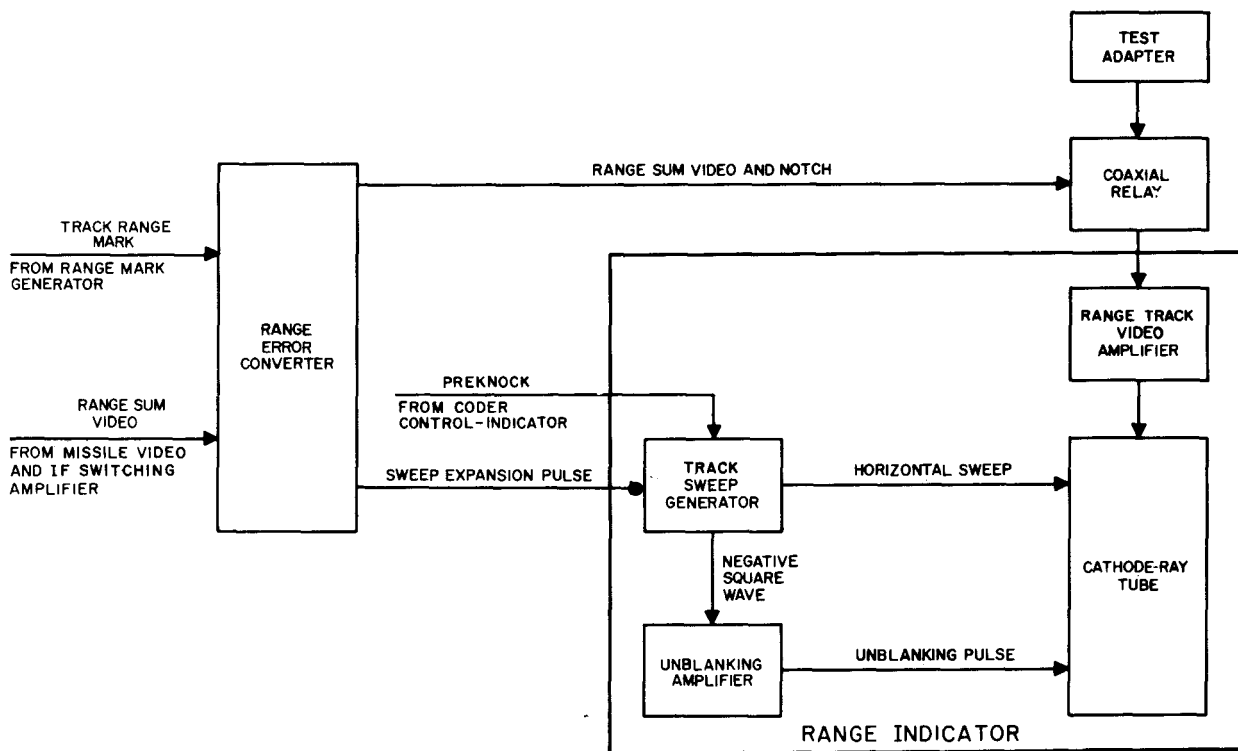 TEST
ADAPTER
RANGE SUM VIDEO AND NOTCH
COAXIAL
RELAY
TRACK RANGE
MARK
FROM RANGE MARK
GENERATOR
RANGE
ERROR
CONVERTER
RANGE TRACK
VIDEO
AMPLIFIER
PREKNOCK
FROM CODER
CONTROL-INDICATOR
RANGE SUM
VIDEO
FROM MISSILE VIDEO
AND IF SWITCHING
AMPLIFIER
SWEEP EXPANSION PULSE
TRACK
SWEEP
GENERATOR
HORIZONTAL SWEEP
NEGATIVE
SQUARE
WAVE
CATHODE-RAY
TUBE
UNBLANKING
AMPLIFIER
UNBLANKING PULSE
RANGE INDICATOR